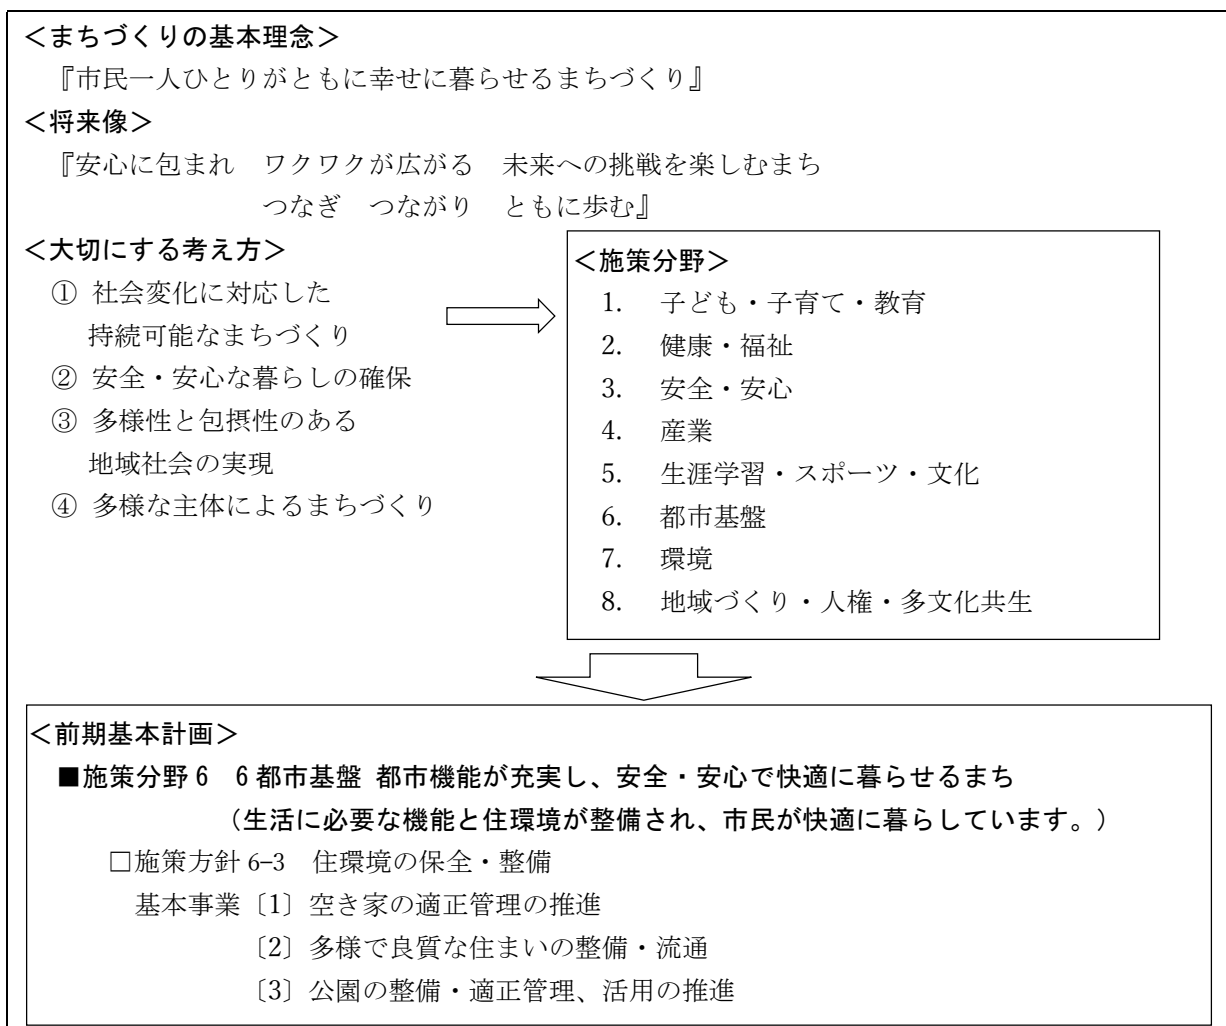 ＜まちづくりの基本理念＞
『市民一人ひとりがともに幸せに暮らせるまちづくり』
＜将来像＞
『安心に包まれ　ワクワクが広がる　未来への挑戦を楽しむまち
つなぎ　つながり　ともに歩む』
＜大切にする考え方＞
① 社会変化に対応した
持続可能なまちづくり
② 安全・安心な暮らしの確保
③ 多様性と包摂性のある
地域社会の実現
④ 多様な主体によるまちづくり
＜施策分野＞
1.　子ども・子育て・教育
2.　健康・福祉
3.　安全・安心
4.　産業
5.　生涯学習・スポーツ・文化
6.　都市基盤
7.　環境
8.　地域づくり・人権・多文化共生
＜前期基本計画＞
■施策分野 6　6 都市基盤 都市機能が充実し、安全・安心で快適に暮らせるまち
（生活に必要な機能と住環境が整備され、市民が快適に暮らしています。）
□施策方針 6-3　住環境の保全・整備
基本事業〔1〕空き家の適正管理の推進
〔2〕多様で良質な住まいの整備・流通
〔3〕公園の整備・適正管理、活用の推進